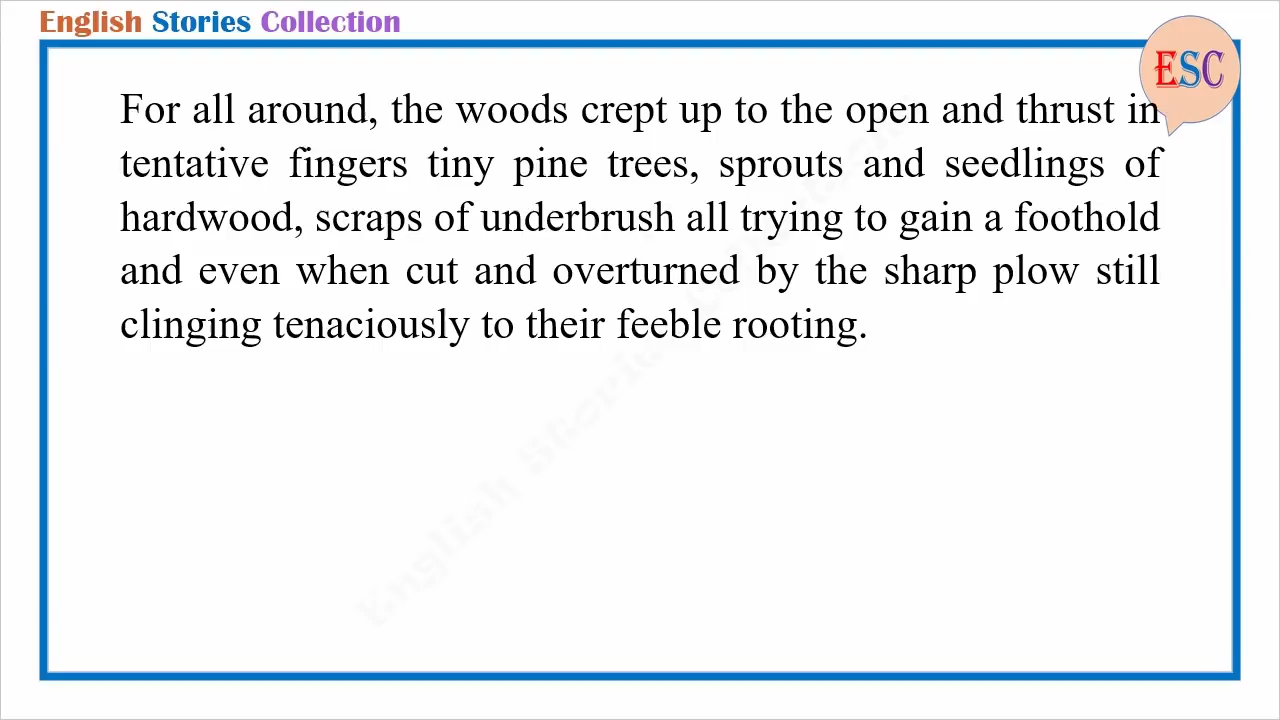 English Stories Collection
ESC
For all around, the woods crept up to the open and thrust in
tentative fingers tiny pine trees, sprouts and seedlings of
hardwood, scraps of underbrush all trying to gain a foothold
and even when cut and overturned by the sharp plow still
clinging tenaciously to their feeble rooting.
English Stories